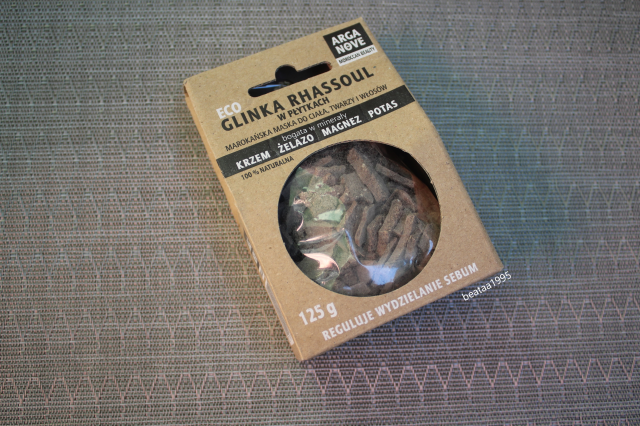 ARGA
NOVE
MOROCCAN BEAUTY
ECO
GLINKA RHASSOUL™
W PŁYTKACH
MAROKAŃSKA MASKA DO CIAŁA, TWARZY I WŁOSÓW
bogata w minerały
KRZEM ŻELAZO MAGNEZ POTAS
100 % NATURALNA
125 g
REGULUJE WYDZIELANIE SEBUM
beataa1995